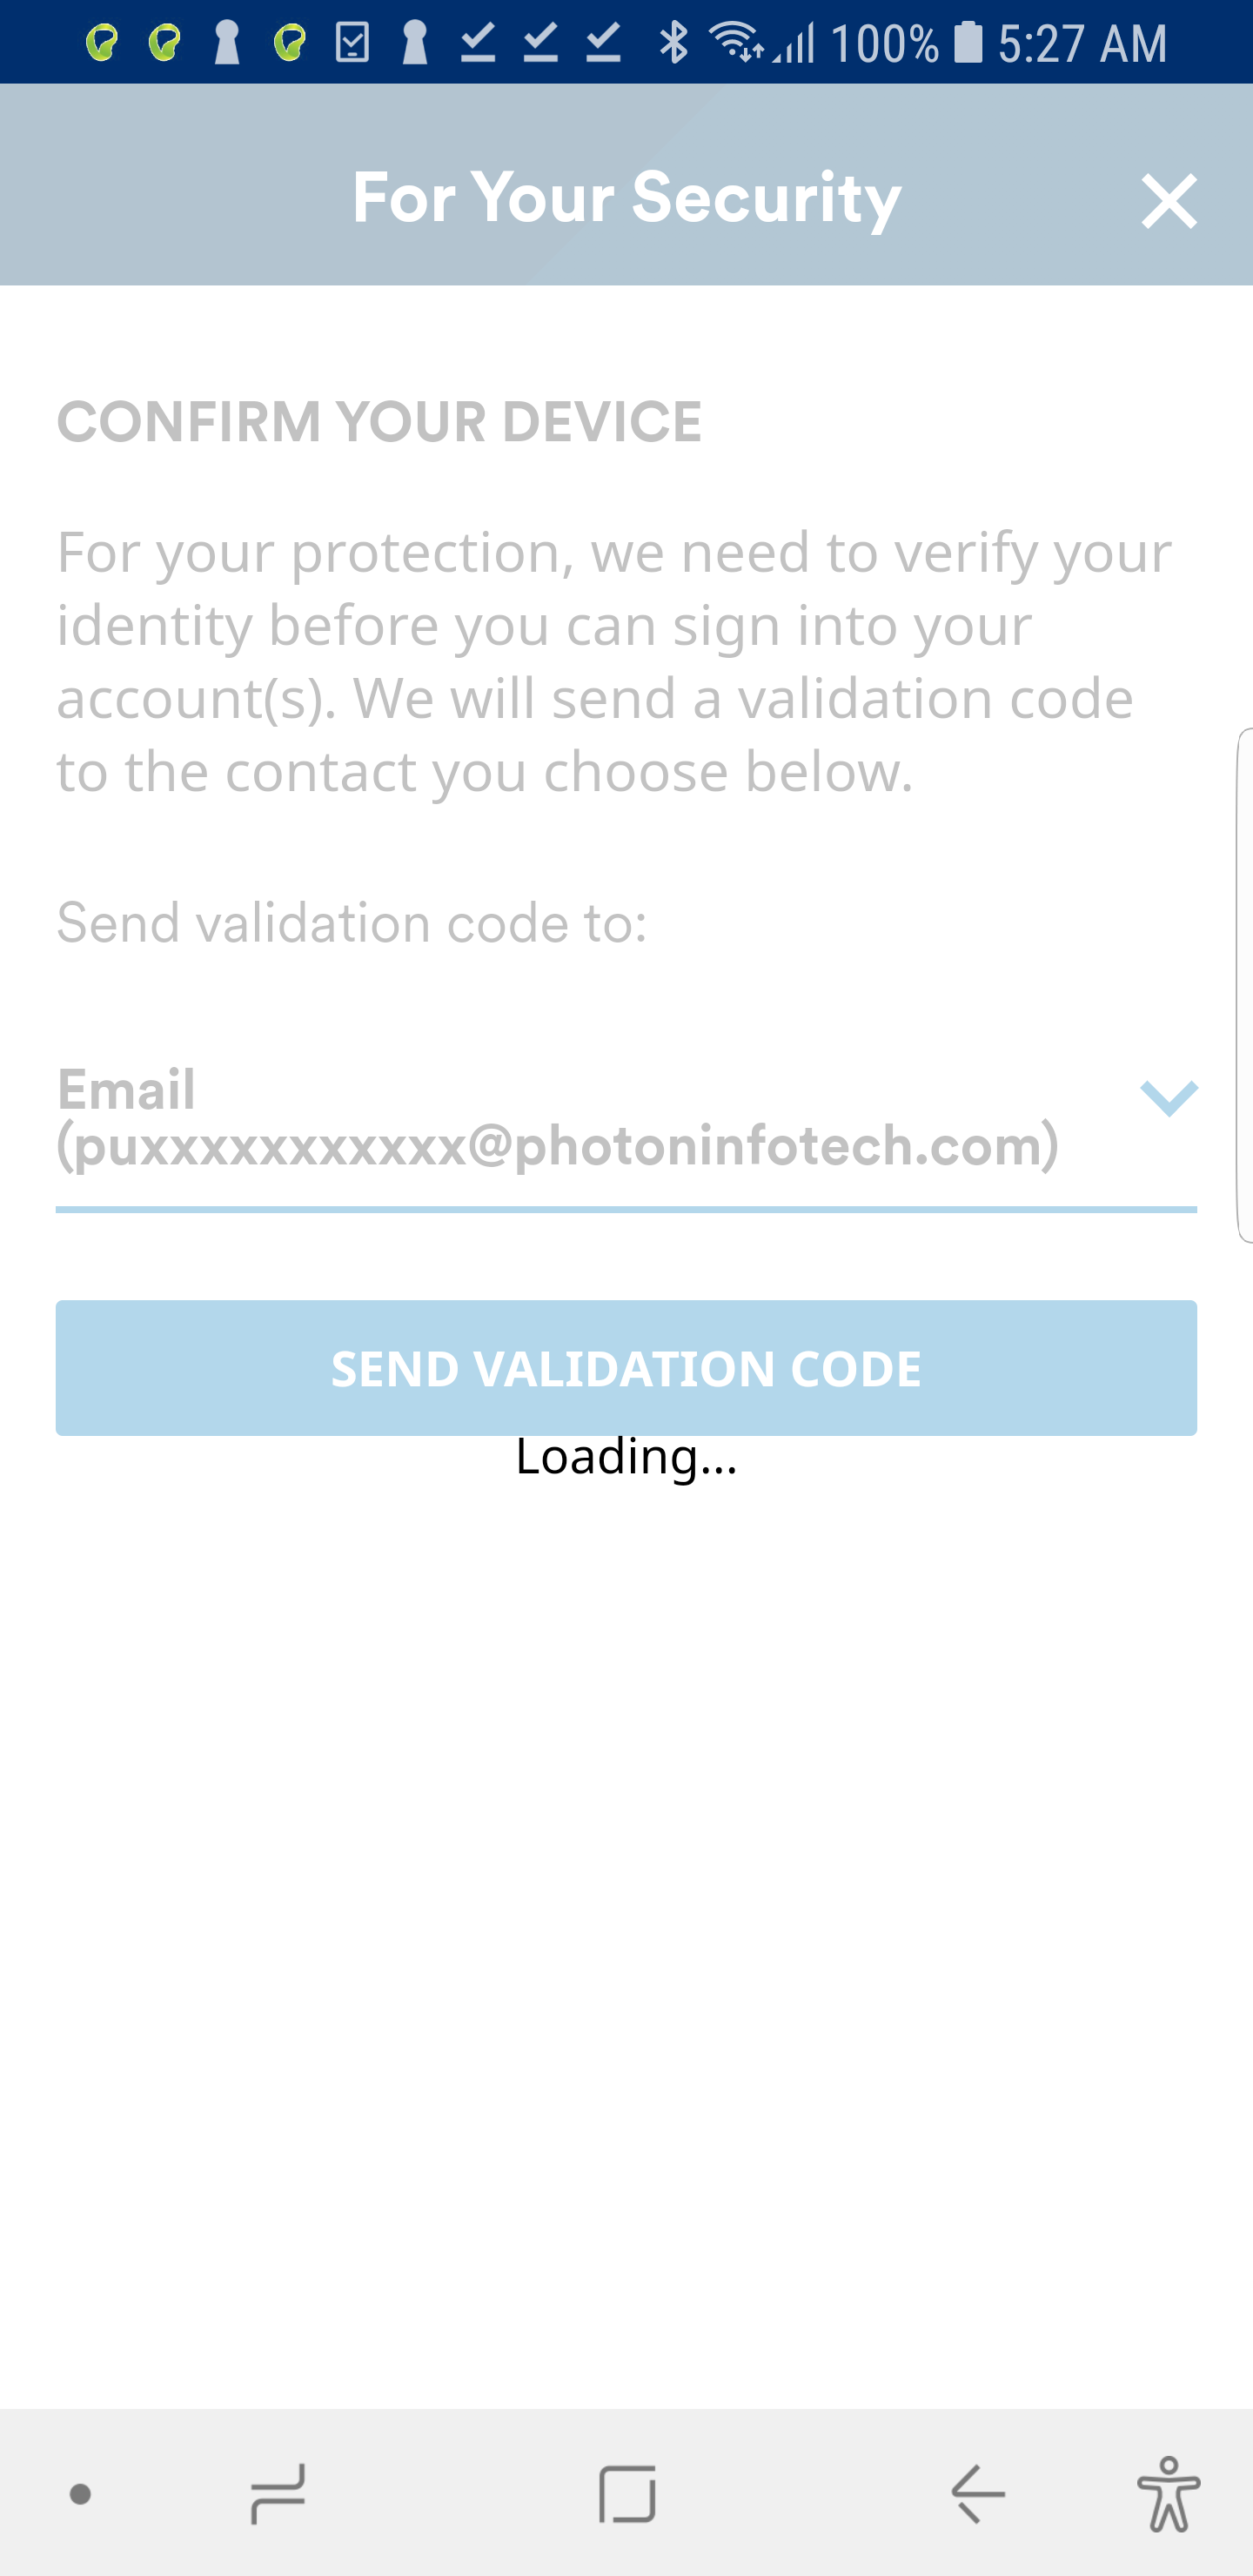 100% 5:27 AM
For Your Security
CONFIRM YOUR DEVICE
For your protection, we need to verify your
identity before you can sign into your
account(s). We will send a validation code
to the contact you choose below.
Send validation code to:
Email
(puxxxxxxxxxxx@photoninfotech.com)
SEND VALIDATION CODE
Loading...